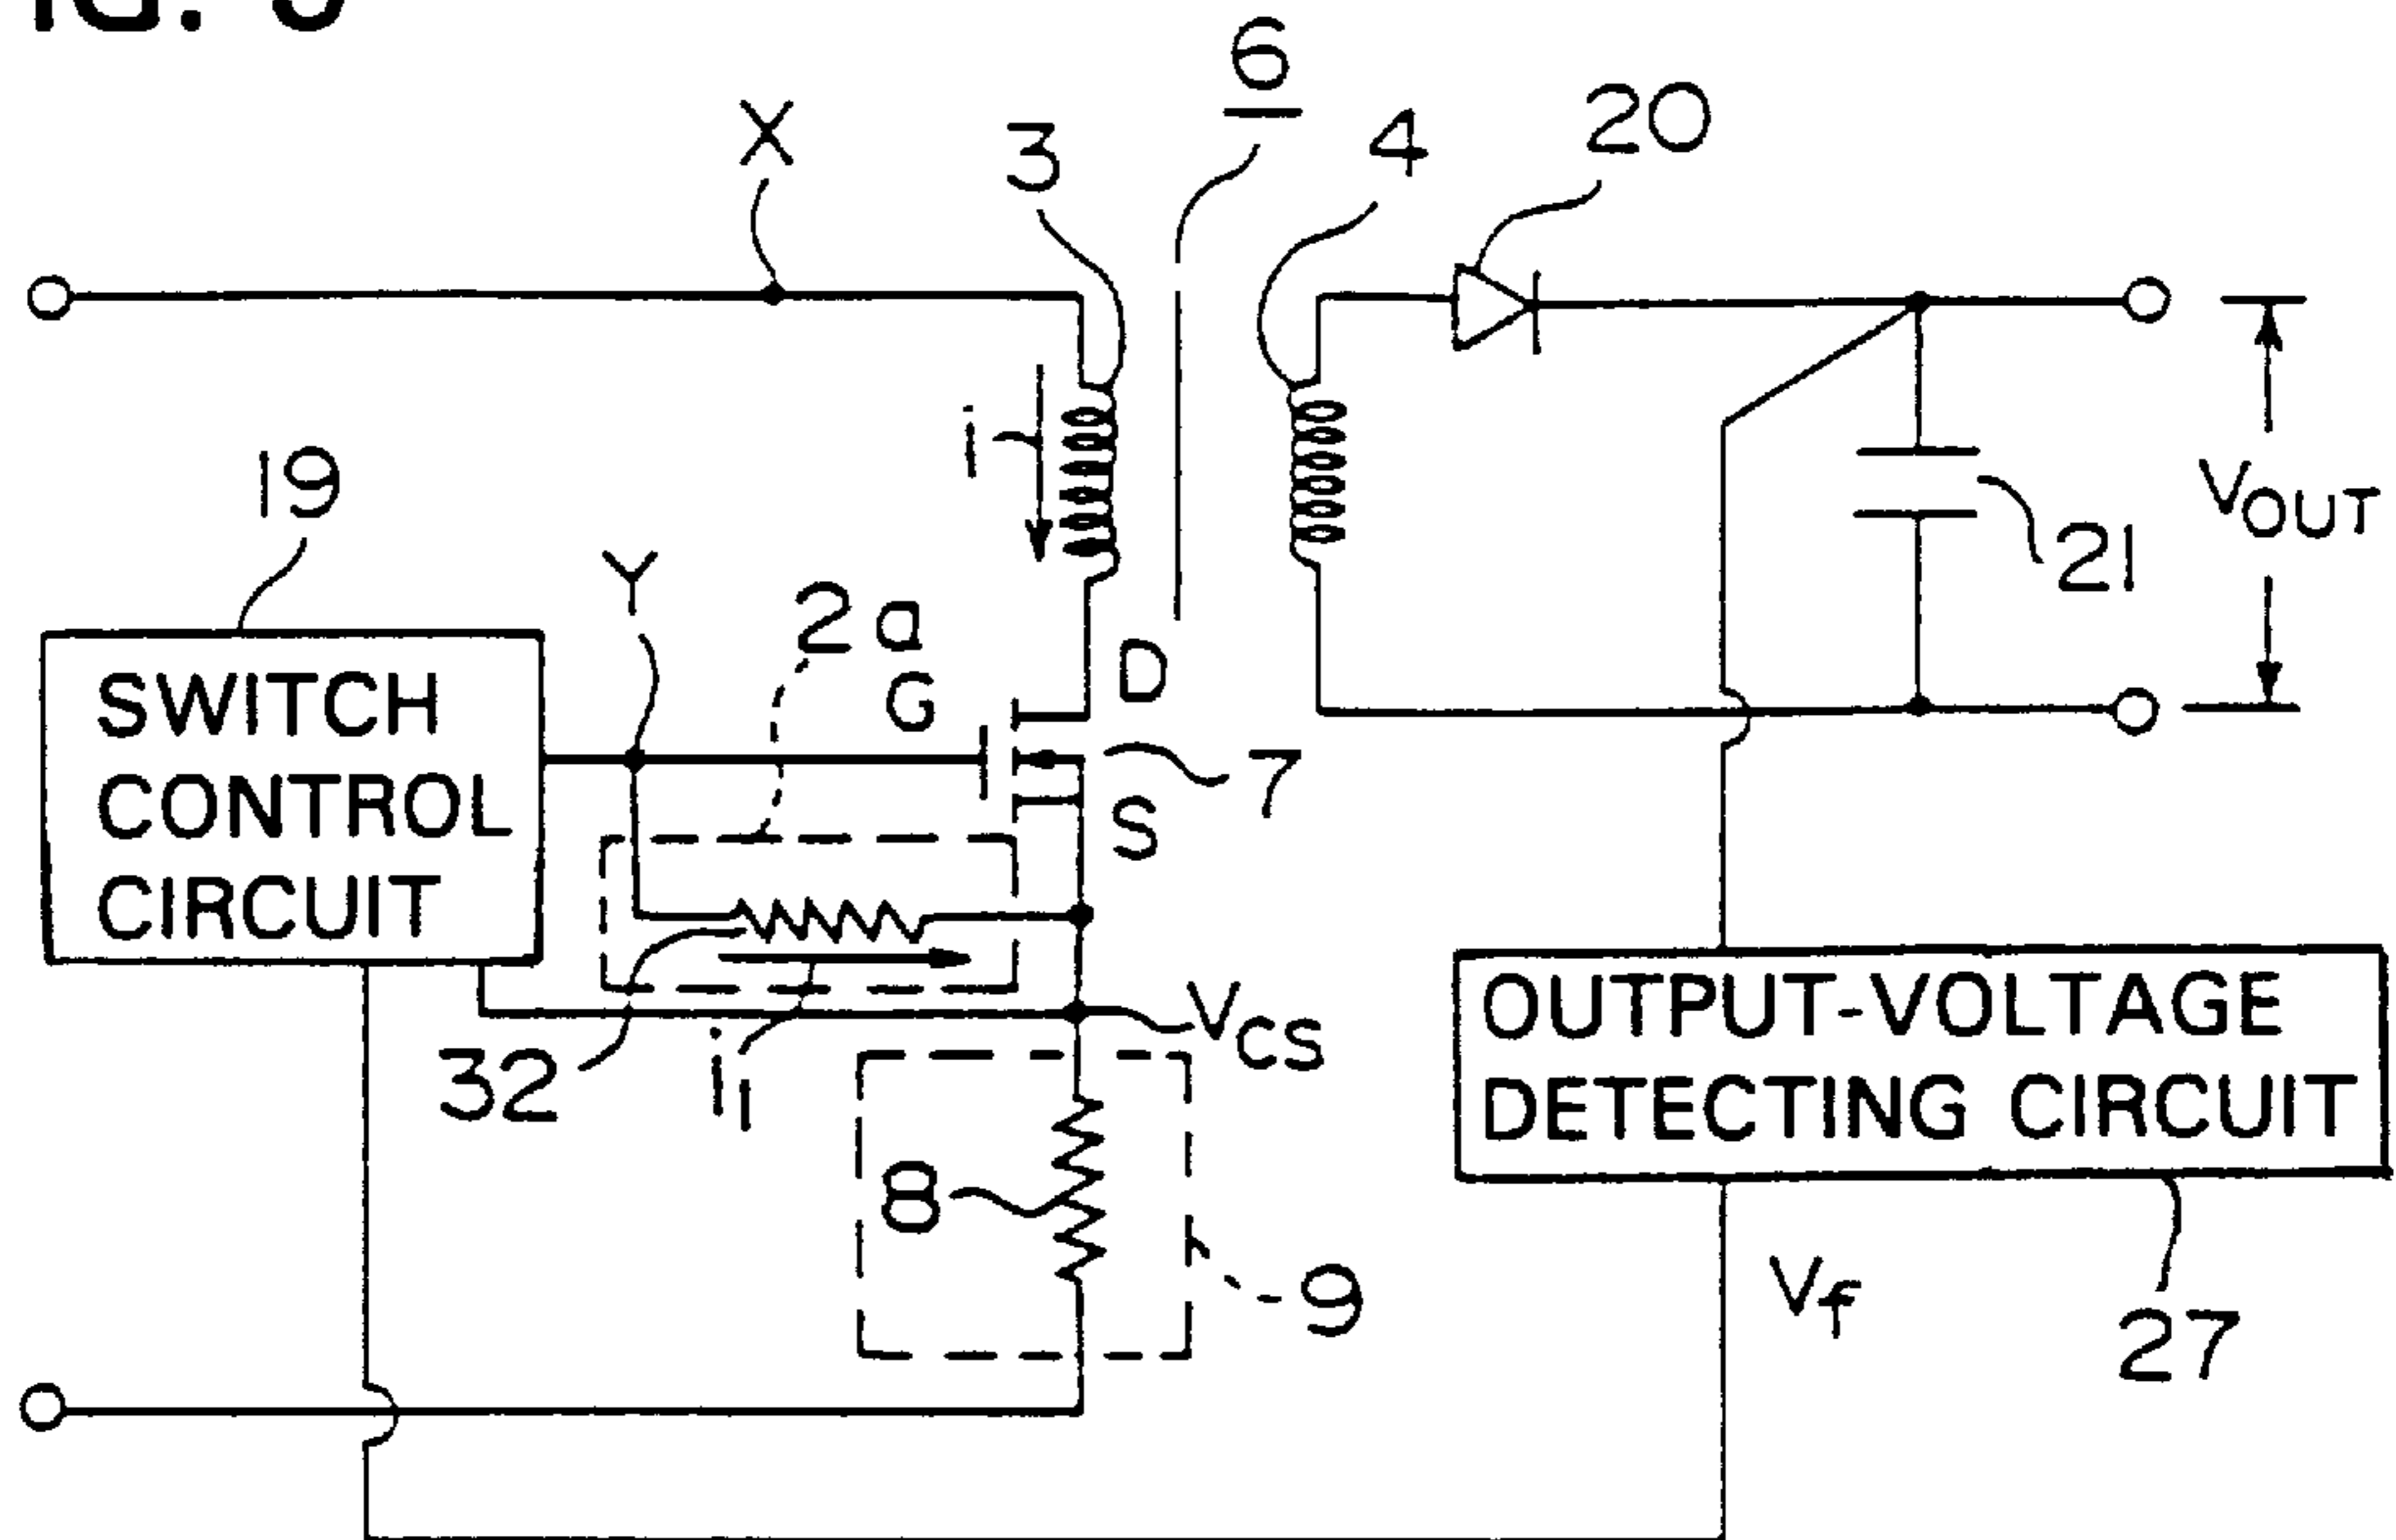 6
X
3
4
20
i
19
VOUT
21
Y
2a
G
D
SWITCH
CONTROL
CIRCUIT
7
S
VCS
32
i1
OUTPUT-VOLTAGE
DETECTING CIRCUIT
8
9
Vf
27